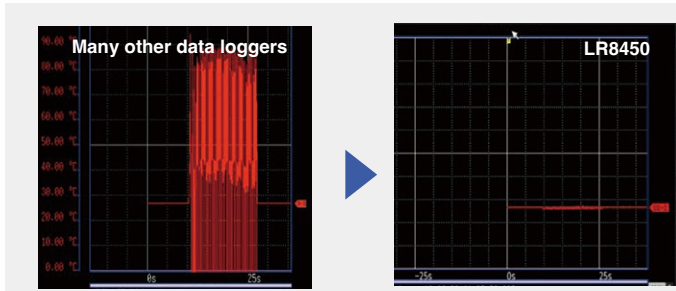 Many other data loggers
90.00 °C
80.00 °C
70.00 °C
60.00 °C
50.00 °C
40.00 °C
30.00 °C
20.00 °C
10.00 °C
0.00 °C
0s 25s
LR8450
-25s 0s 25s